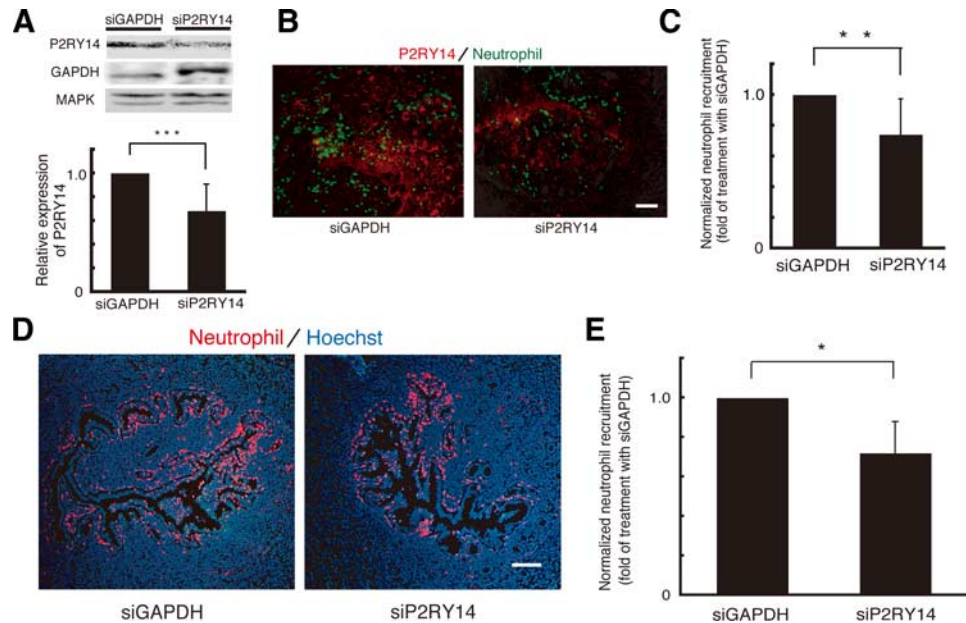 A
siGAPDH siP2RY14
P2RY14
GAPDH
MAPK
***
1.0
0
Relative expression
of P2RY14
siGAPDH siP2RY14
B
P2RY14/Neutrophil
siGAPDH siP2RY14
C
* *
1.0
0
Normalized neutrophil recruitment
(fold of treatment with siGAPDH)
siGAPDH siP2RY14
D
Neutrophil/Hoechst
siGAPDH siP2RY14
E
*
1.0
0
Normalized neutrophil recruitment
(fold of treatment with siGAPDH)
siGAPDH siP2RY14